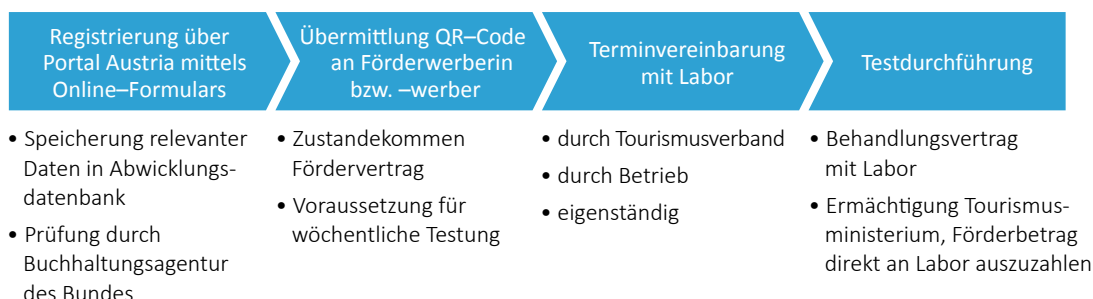 Registrierung über
Portal Austria mittels
Online–Formulars
Übermittlung QR–Code
an Förderwerberin
bzw. –werber
Terminvereinbarung
mit Labor
Testdurchführung
• Speicherung relevanter
Daten in Abwicklungs-
datenbank
• Prüfung durch
Buchhaltungsagentur
des Bundes
• Zustandekommen
Fördervertrag
• Voraussetzung für
wöchentliche Testung
• durch Tourismusverband
• durch Betrieb
• eigenständig
• Behandlungsvertrag
mit Labor
• Ermächtigung Tourismus-
ministerium, Förderbetrag
direkt an Labor auszuzahlen